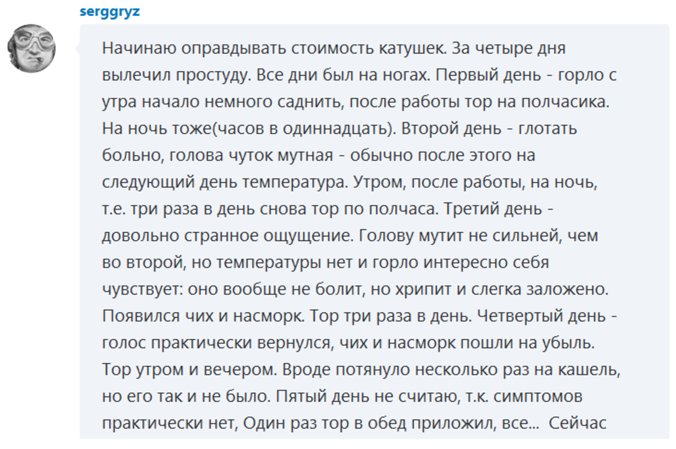 serggryz
Начинаю оправдывать стоимость катушек. За четыре дня
вылечил простуду. Все дни был на ногах. Первый день - горло с
утра начало немного саднить, после работы тор на полчасика.
На ночь тоже(часов в одиннадцать). Второй день - глотать
больно, голова чуток мутная - обычно после этого на
следующий день температура. Утром, после работы, на ночь,
т.е. три раза в день снова тор по полчаса. Третий день -
довольно странное ощущение. Голову мутит не сильней, чем
во второй, но температуры нет и горло интересно себя
чувствует: оно вообще не болит, но хрипит и слегка заложено.
Появился чих и насморк. Тор три раза в день. Четвертый день -
голос практически вернулся, чих и насморк пошли на убыль.
Тор утром и вечером. Вроде потянуло несколько раз на кашель,
но его так и не было. Пятый день не считаю, т.к. симптомов
практически нет, Один раз тор в обед приложил, все... Сейчас